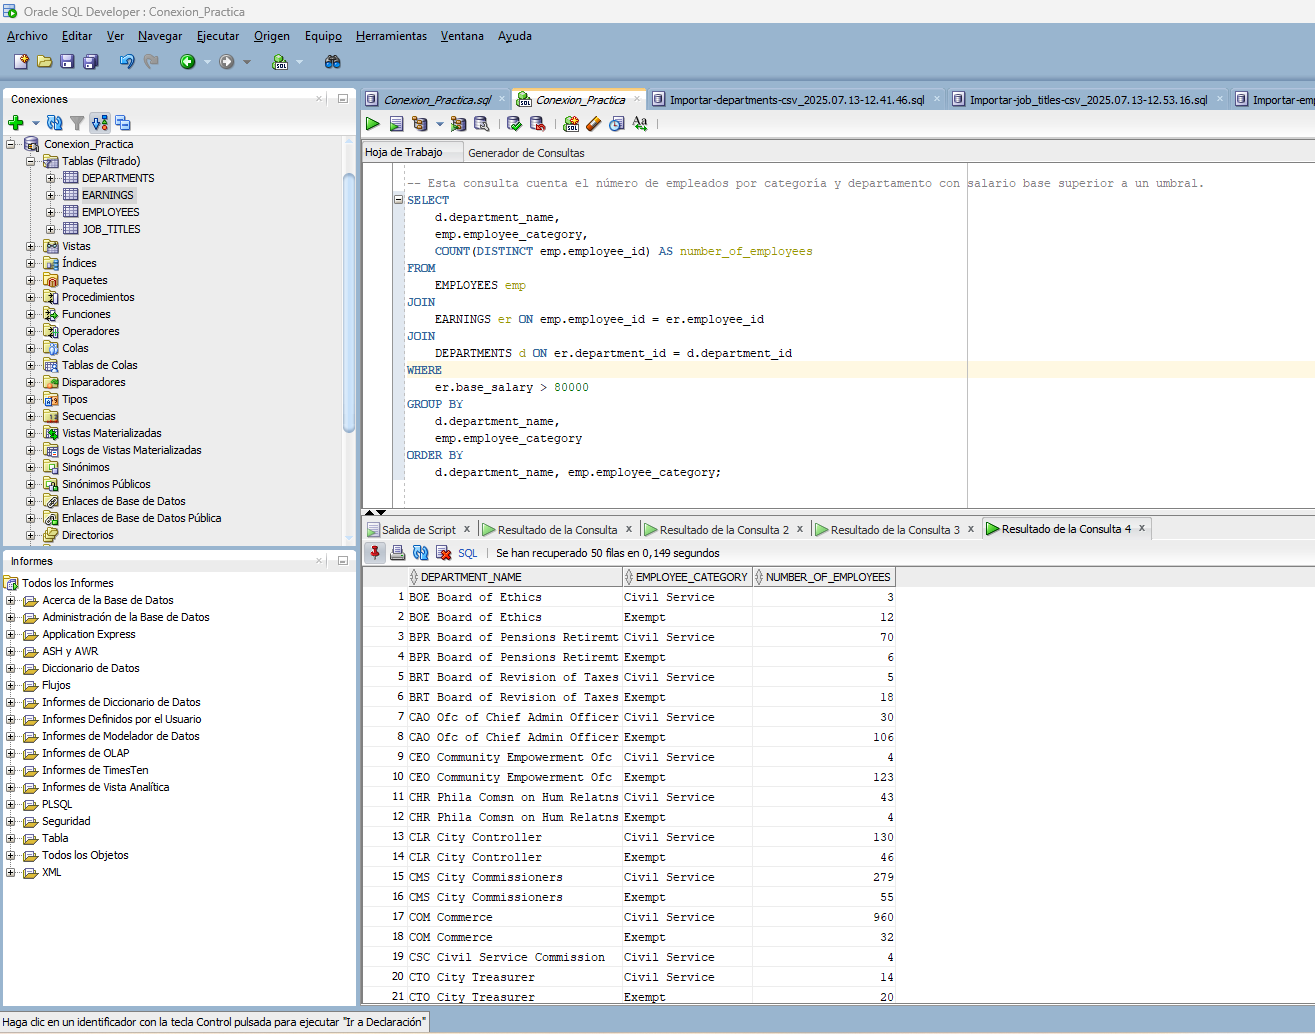 Oracle SQL Developer : Conexion_Practica
Archivo Editar Ver Navegar Ejecutar Origen Equipo Herramientas Ventana Ayuda
Conexiones
Conexion_Practica
Tablas (Filtrado)
DEPARTMENTS
EARNINGS
EMPLOYEES
JOB_TITLES
Vistas
Índices
Paquetes
Procedimientos
Funciones
Operadores
Colas
Tablas de Colas
Disparadores
Tipos
Secuencias
Vistas Materializadas
Logs de Vistas Materializadas
Sinónimos
Sinónimos Públicos
Enlaces de Base de Datos
Enlaces de Base de Datos Pública
Directorios
Informes
Todos los Informes
Acerca de la Base de Datos
Administración de la Base de Datos
Application Express
ASH y AWR
Diccionario de Datos
Flujos
Informes de Diccionario de Datos
Informes Definidos por el Usuario
Informes de Modelador de Datos
Informes de OLAP
Informes de TimesTen
Informes de Vista Analítica
PLSQL
Seguridad
Tabla
Todos los Objetos
XML
Conexion_Practica.sql Conexion_Practica Importar-departments-csv_2025.07.13-12.41.46.sql Importar-job_titles-csv_2025.07.13-12.53.16.sql Importar-emp
Hoja de Trabajo Generador de Consultas
-- Esta consulta cuenta el número de empleados por categoría y departamento con salario base superior a un umbral.
SELECT
d.department_name,
emp.employee_category,
COUNT(DISTINCT emp.employee_id) AS number_of_employees
FROM
EMPLOYEES emp
JOIN
EARNINGS er ON emp.employee_id = er.employee_id
JOIN
DEPARTMENTS d ON er.department_id = d.department_id
WHERE
er.base_salary > 80000
GROUP BY
d.department_name,
emp.employee_category
ORDER BY
d.department_name, emp.employee_category;
Salida de Script x Resultado de la Consulta x Resultado de la Consulta 2 x Resultado de la Consulta 3 x Resultado de la Consulta 4 x
SQL | Se han recuperado 50 filas en 0,149 segundos
DEPARTMENT_NAME EMPLOYEE_CATEGORY NUMBER_OF_EMPLOYEES
1 BOE Board of Ethics Civil Service 3
2 BOE Board of Ethics Exempt 12
3 BPR Board of Pensions Retiremt Civil Service 70
4 BPR Board of Pensions Retiremt Exempt 6
5 BRT Board of Revision of Taxes Civil Service 5
6 BRT Board of Revision of Taxes Exempt 18
7 CAO Ofc of Chief Admin Officer Civil Service 30
8 CAO Ofc of Chief Admin Officer Exempt 106
9 CEO Community Empowerment Ofc Civil Service 4
10 CEO Community Empowerment Ofc Exempt 123
11 CHR Phila Comsn on Hum Relatns Civil Service 43
12 CHR Phila Comsn on Hum Relatns Exempt 4
13 CLR City Controller Civil Service 130
14 CLR City Controller Exempt 46
15 CMS City Commissioners Civil Service 279
16 CMS City Commissioners Exempt 55
17 COM Commerce Civil Service 960
18 COM Commerce Exempt 32
19 CSC Civil Service Commission Civil Service 4
20 CTO City Treasurer Civil Service 14
21 CTO City Treasurer Exempt 20
Haga clic en un identificador con la tecla Control pulsada para ejecutar "Ir a Declaración"